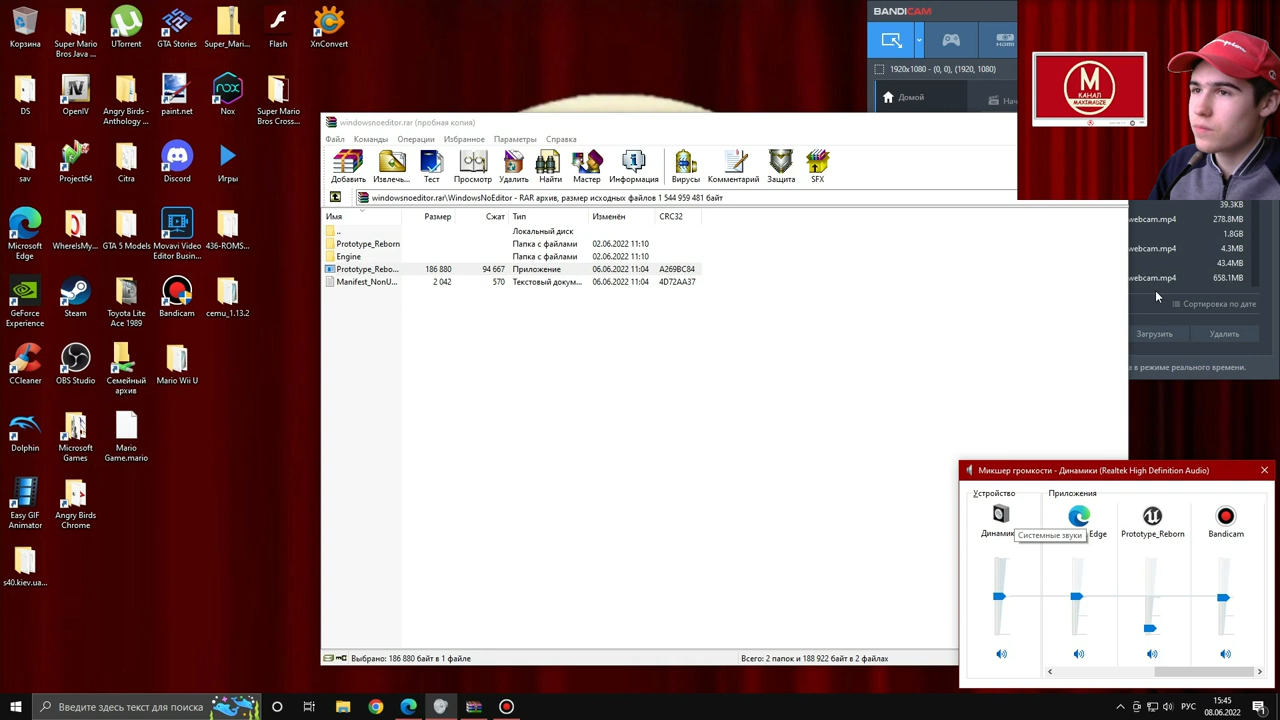 Корзина
Super Mario
Bros Java ...
UTorrent
GTA Stories
Super_Mari...
Flash
XnConvert
DS
OpenIV
Angry Birds -
Anthology ...
paint.net
Nox
Super Mario
Bros Cross...
sav
Project64
Citra
Discord
Игры
Microsoft
Edge
WhereIsMy...
GTA 5 Models
Movavi Video
Editor Busin...
436-ROMS...
GeForce
Experience
Steam
Toyota Lite
Ace 1989
Bandicam
cemu_1.13.2
CCleaner
OBS Studio
Семейный
архив
Mario Wii U
Dolphin
Microsoft
Games
Mario
Game.mario
Easy GIF
Animator
Angry Birds
Chrome
s40.kiev.ua...
BANDICAM
HDMI
1920x1080 - (0, 0), (1920, 1080)
Домой
Нач
М
КАНАЛ
MAXIMADZE
windowsnoeditor.rar (пробная копия)
Файл Команды Операции Избранное Параметры Справка
Добавить Извлечь... Тест Просмотр Удалить Найти Мастер Информация Вирусы Комментарий Защита SFX
windowsnoeditor.rar\WindowsNoEditor - RAR архив, размер исходных файлов 1 544 959 481 байт
Имя Размер Сжат Тип Изменён CRC32
.. Локальный диск
Prototype_Reborn Папка с файлами 02.06.2022 11:10
Engine Папка с файлами 02.06.2022 11:10
Prototype_Rebo... 186 880 94 667 Приложение 06.06.2022 11:04 A269BC84
Manifest_NonU... 2 042 570 Текстовый докум... 06.06.2022 11:04 4D72AA37
39.3KB
webcam.mp4 278.8MB
1.8GB
webcam.mp4 4.3MB
43.4MB
webcam.mp4 658.1MB
Сортировка по дате
Загрузить Удалить
в режиме реального времени.
Микшер громкости - Динамики (Realtek High Definition Audio)
Устройство Приложения
Динамик Edge Prototype_Reborn Bandicam
Системные звуки
Выбрано: 186 880 байт в 1 файле Всего: 2 папок и 188 922 байт в 2 файлах
Введите здесь текст для поиска
РУС
15:45
08.06.2022
1